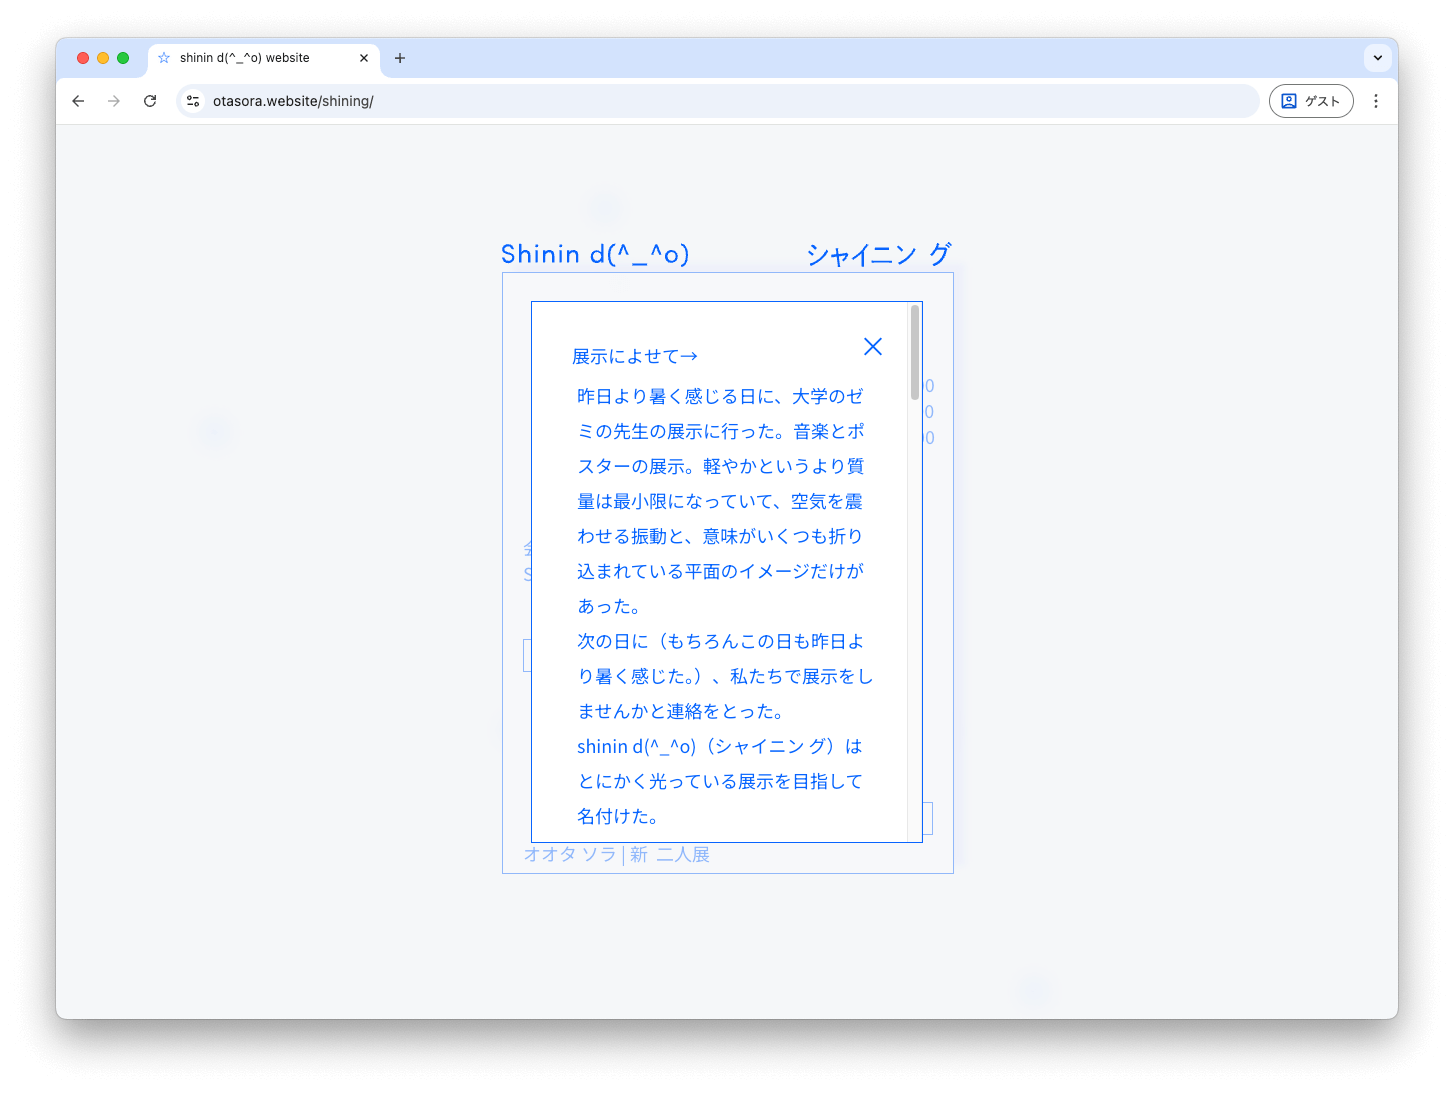 shinin d(^_^o) website
otasora.website/shining/
ゲスト
Shinin d(^_^o)
シャイニン グ
展示によせて→
昨日より暑く感じる日に、大学のゼ
ミの先生の展示に行った。音楽とポ
スターの展示。軽やかというより質
量は最小限になっていて、空気を震
わせる振動と、意味がいくつも折り
込まれている平面のイメージだけが
あった。
次の日に（もちろんこの日も昨日よ
り暑く感じた。）、私たちで展示をし
ませんかと連絡をとった。
shinin d(^_^o)（シャイニン グ）は
とにかく光っている展示を目指して
名付けた。
オオタ ソラ|新 二人展